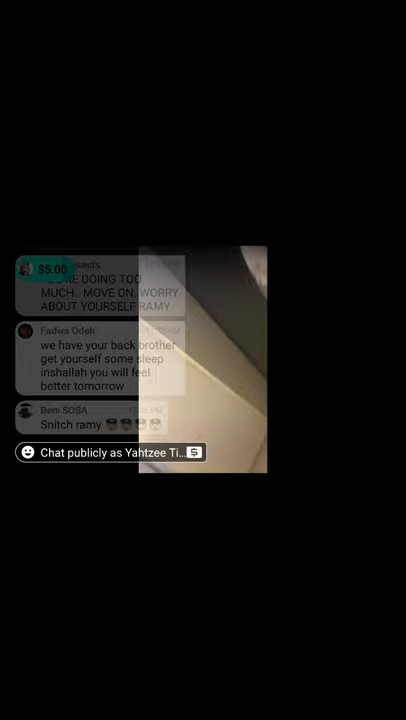 $5.00
DOING TOO
MUCH.. MOVE ON. WORRY
ABOUT YOURSELF RAMY
Fadwa Odeh
we have your back brother
get yourself some sleep
inshallah you will feel
better tomorrow
Beni SOSA
Snitch ramy
Chat publicly as Yahtzee Ti...